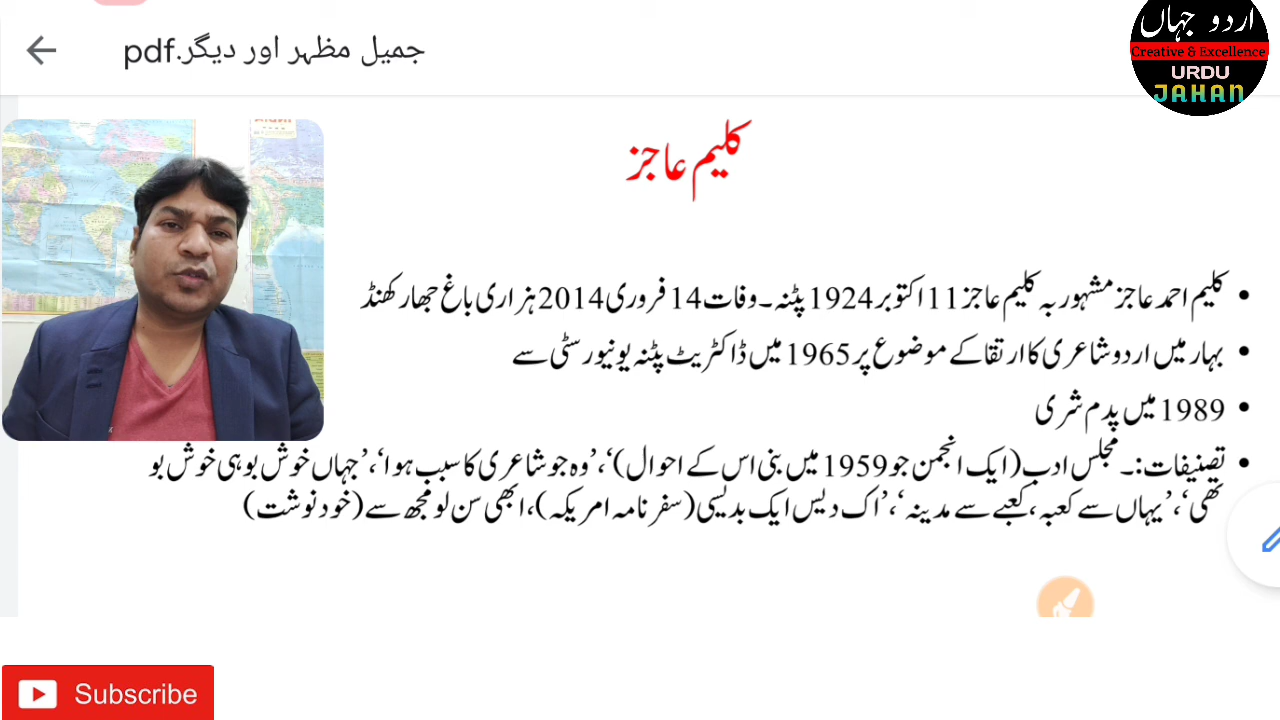 جمیل مظہر اور دیگر.pdf
اردو جہاں
Creative & Excellence
URDU
JAHAN
کلیم عاجز
• کلیم احمد عاجز مشہور بہ کلیم عاجز 11 اکتوبر 1924 پٹنہ۔ وفات 14 فروری 2014 ہزاری باغ جھارکھنڈ
• بہار میں اردو شاعری کا ارتقا کے موضوع پر 1965 میں ڈاکٹریٹ پٹنہ یونیورسٹی سے
• 1989 میں پدم شری
• تصنیفات:۔ مجلس ادب (ایک انجمن جو 1959 میں بنی اس کے احوال)‘، ’وہ جو شاعری کا سبب ہوا‘، ’جہاں خوش بو ہی خوش بو
تھی‘، ’یہاں سے کعبہ، کعبے سے مدینہ‘، ’اک دیس ایک بدیسی (سفر نامہ امریکہ)، ابھی سن لو مجھ سے (خود نوشت)
Subscribe